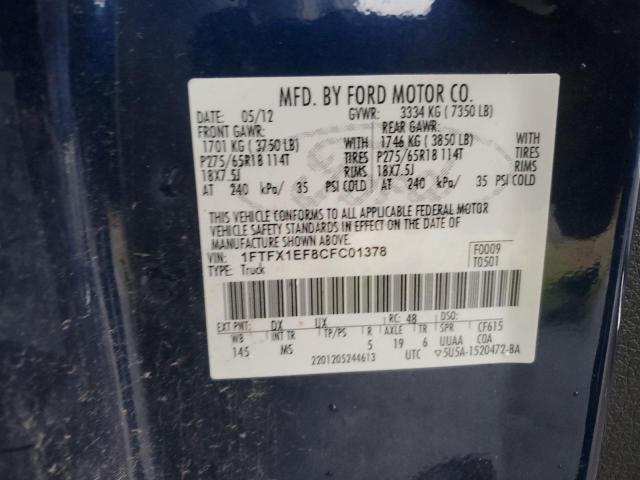 MFD. BY FORD MOTOR CO.
DATE: 05/12 GVWR: 3334 KG ( 7350 LB)
FRONT GAWR: REAR GAWR:
1701 KG ( 3750 LB) WITH 1746 KG ( 3850 LB) WITH
P275/65R18 114T TIRES P275/65R18 114T TIRES
18X7.5J RIMS 18X7.5J RIMS
AT 240 kPa/ 35 PSI COLD AT 240 kPa/ 35 PSI COLD
THIS VEHICLE CONFORMS TO ALL APPLICABLE FEDERAL MOTOR
VEHICLE SAFETY STANDARDS IN EFFECT ON THE DATE OF
MANUFACTURE SHOWN ABOVE.
VIN: 1FTFX1EF8CFC01378 F0009
TYPE: Truck T0501
EXT PNT: DX UX RC: 48 DSO:
WB INT TR TP/PS R AXLE TR SPR CF615
145 MS 5 19 6 UUAA COA
2201205244613 UTC ▽5U5A-1520472-BA